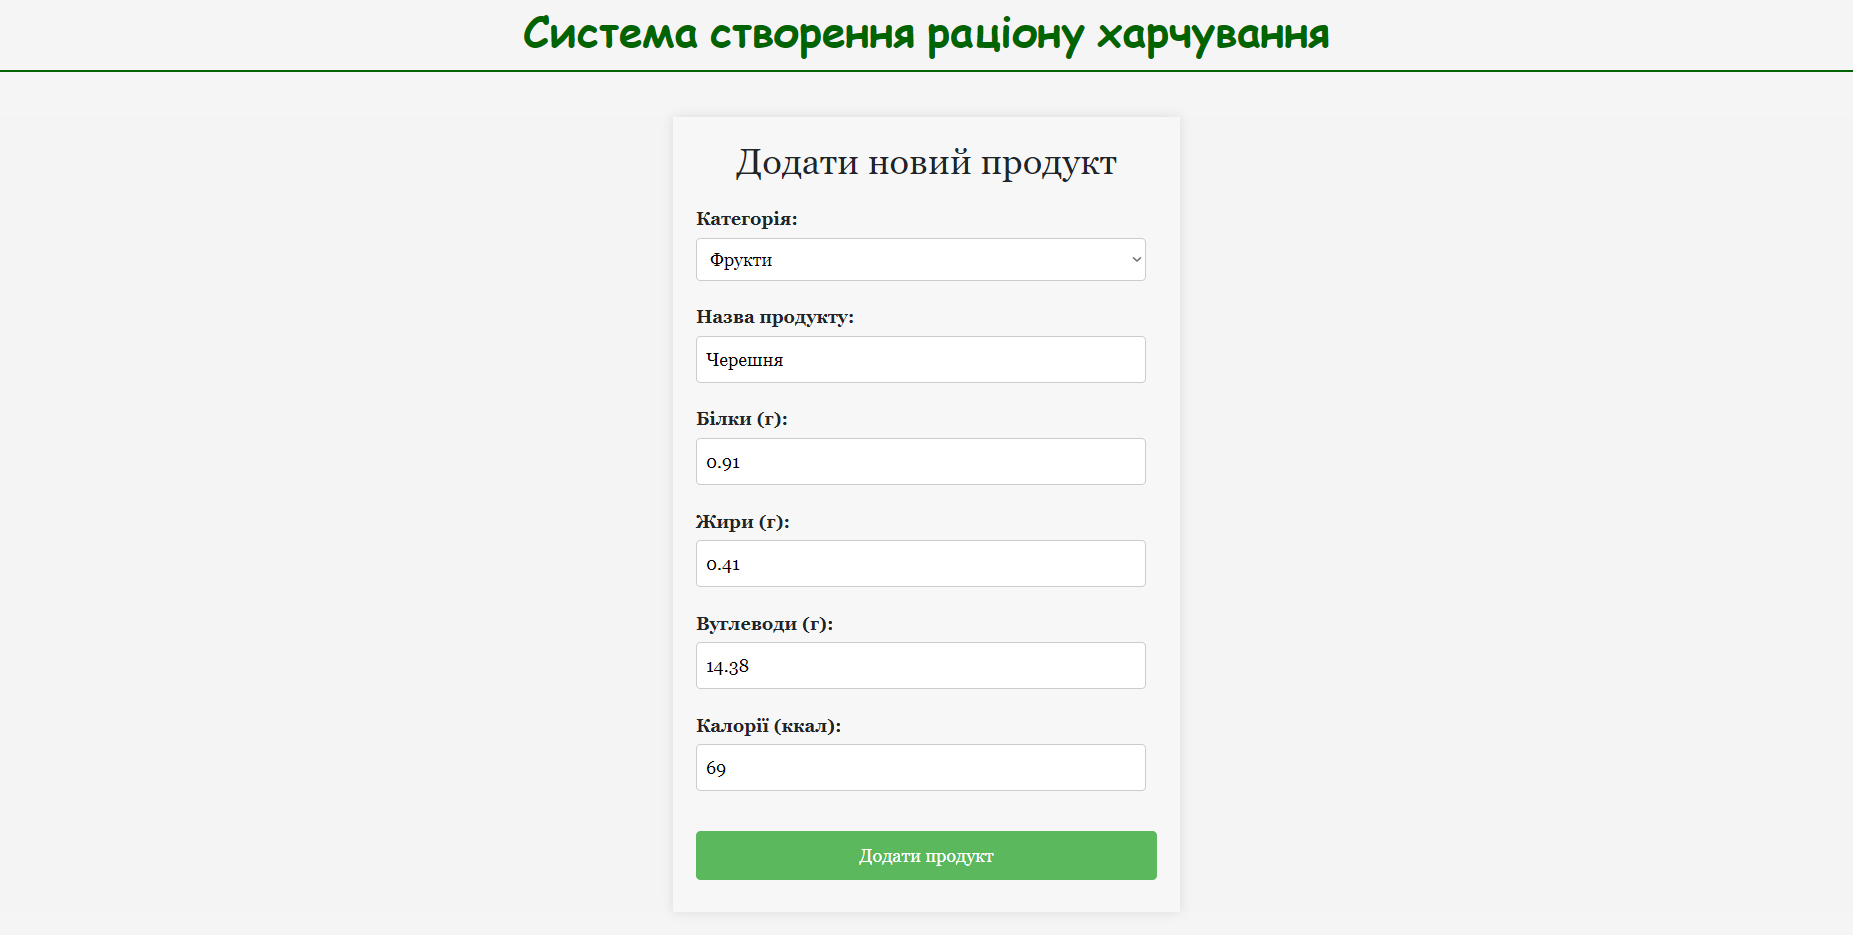 Система створення раціону харчування
Додати новий продукт
Категорія:
Фрукти
Назва продукту:
Черешня
Білки (г):
0.91
Жири (г):
0.41
Вуглеводи (г):
14.38
Калорії (ккал):
69
Додати продукт